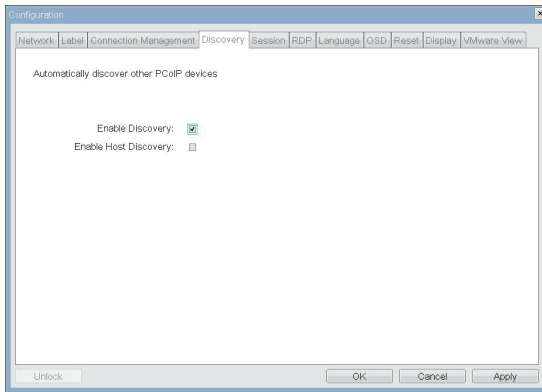 Configuration
Network Label Connection Management Discovery Session RDP Language OSD Reset Display VMware View
Automatically discover other PCoIP devices
Enable Discovery:
Enable Host Discovery:
Unlock OK Cancel Apply